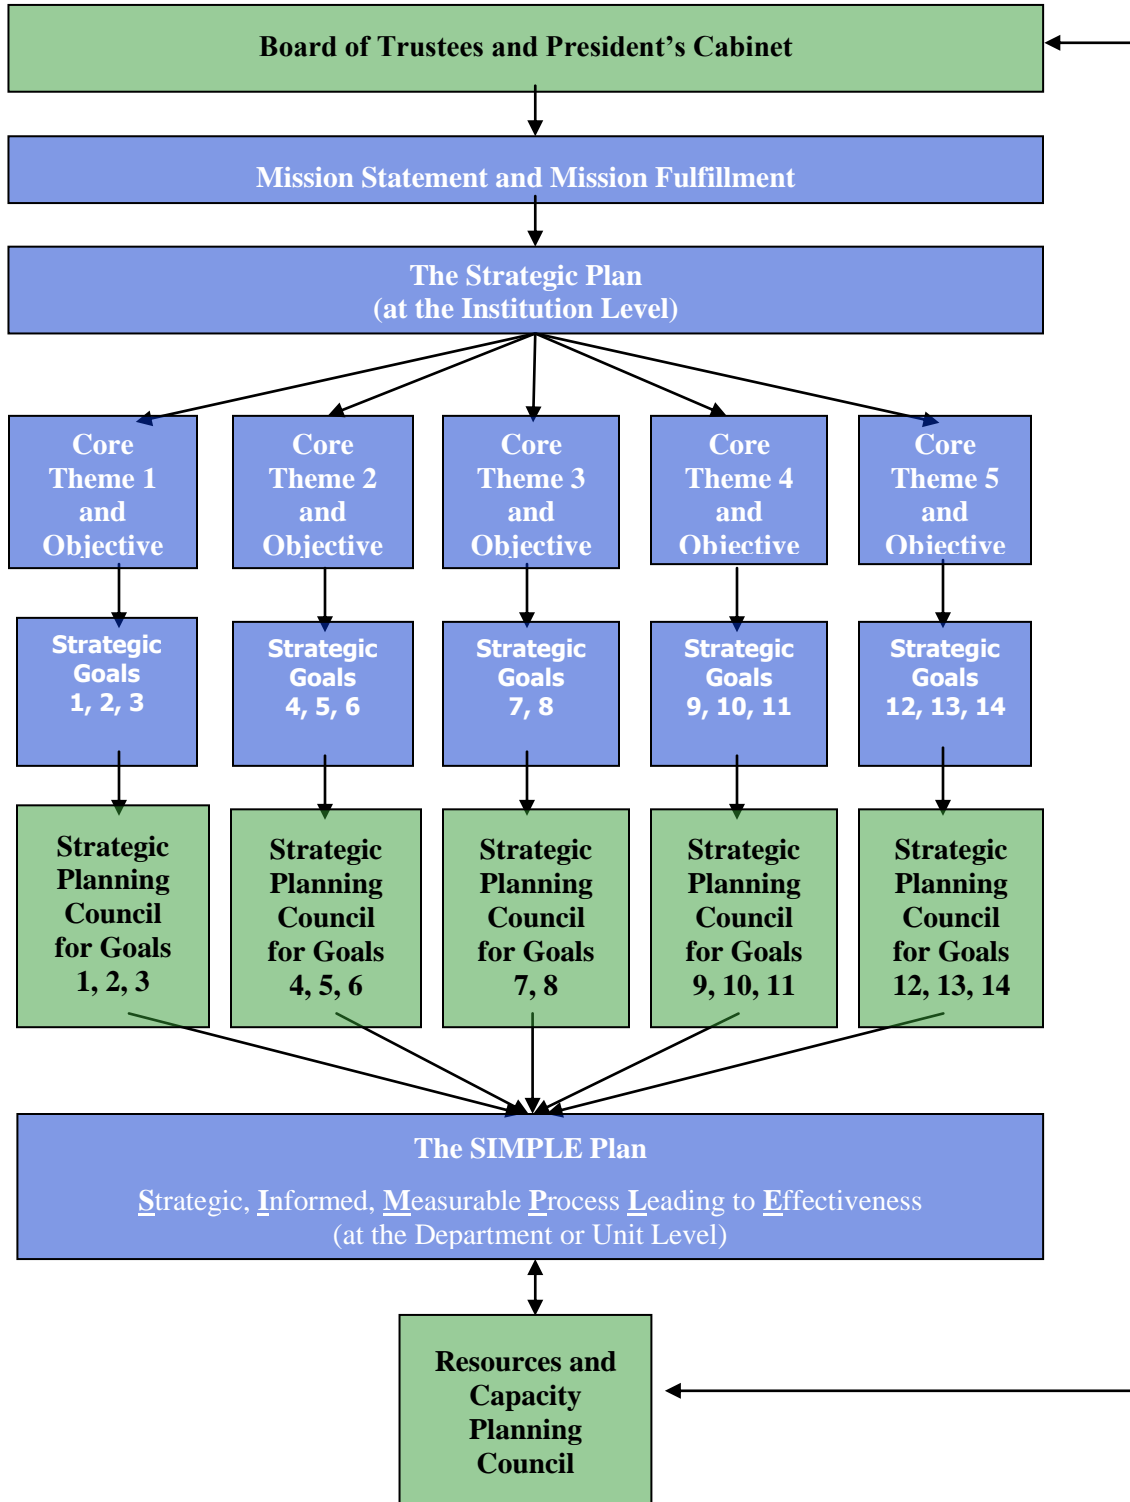 Board of Trustees and President’s Cabinet
Mission Statement and Mission Fulfillment
The Strategic Plan
(at the Institution Level)
Core
Theme 1
and
Objective
Core
Theme 2
and
Objective
Core
Theme 3
and
Objective
Core
Theme 4
and
Objective
Core
Theme 5
and
Objective
Strategic
Goals
1, 2, 3
Strategic
Goals
4, 5, 6
Strategic
Goals
7, 8
Strategic
Goals
9, 10, 11
Strategic
Goals
12, 13, 14
Strategic
Planning
Council
for Goals
1, 2, 3
Strategic
Planning
Council
for Goals
4, 5, 6
Strategic
Planning
Council
for Goals
7, 8
Strategic
Planning
Council
for Goals
9, 10, 11
Strategic
Planning
Council
for Goals
12, 13, 14
The SIMPLE Plan
Strategic, Informed, Measurable Process Leading to Effectiveness
(at the Department or Unit Level)
Resources and
Capacity
Planning
Council